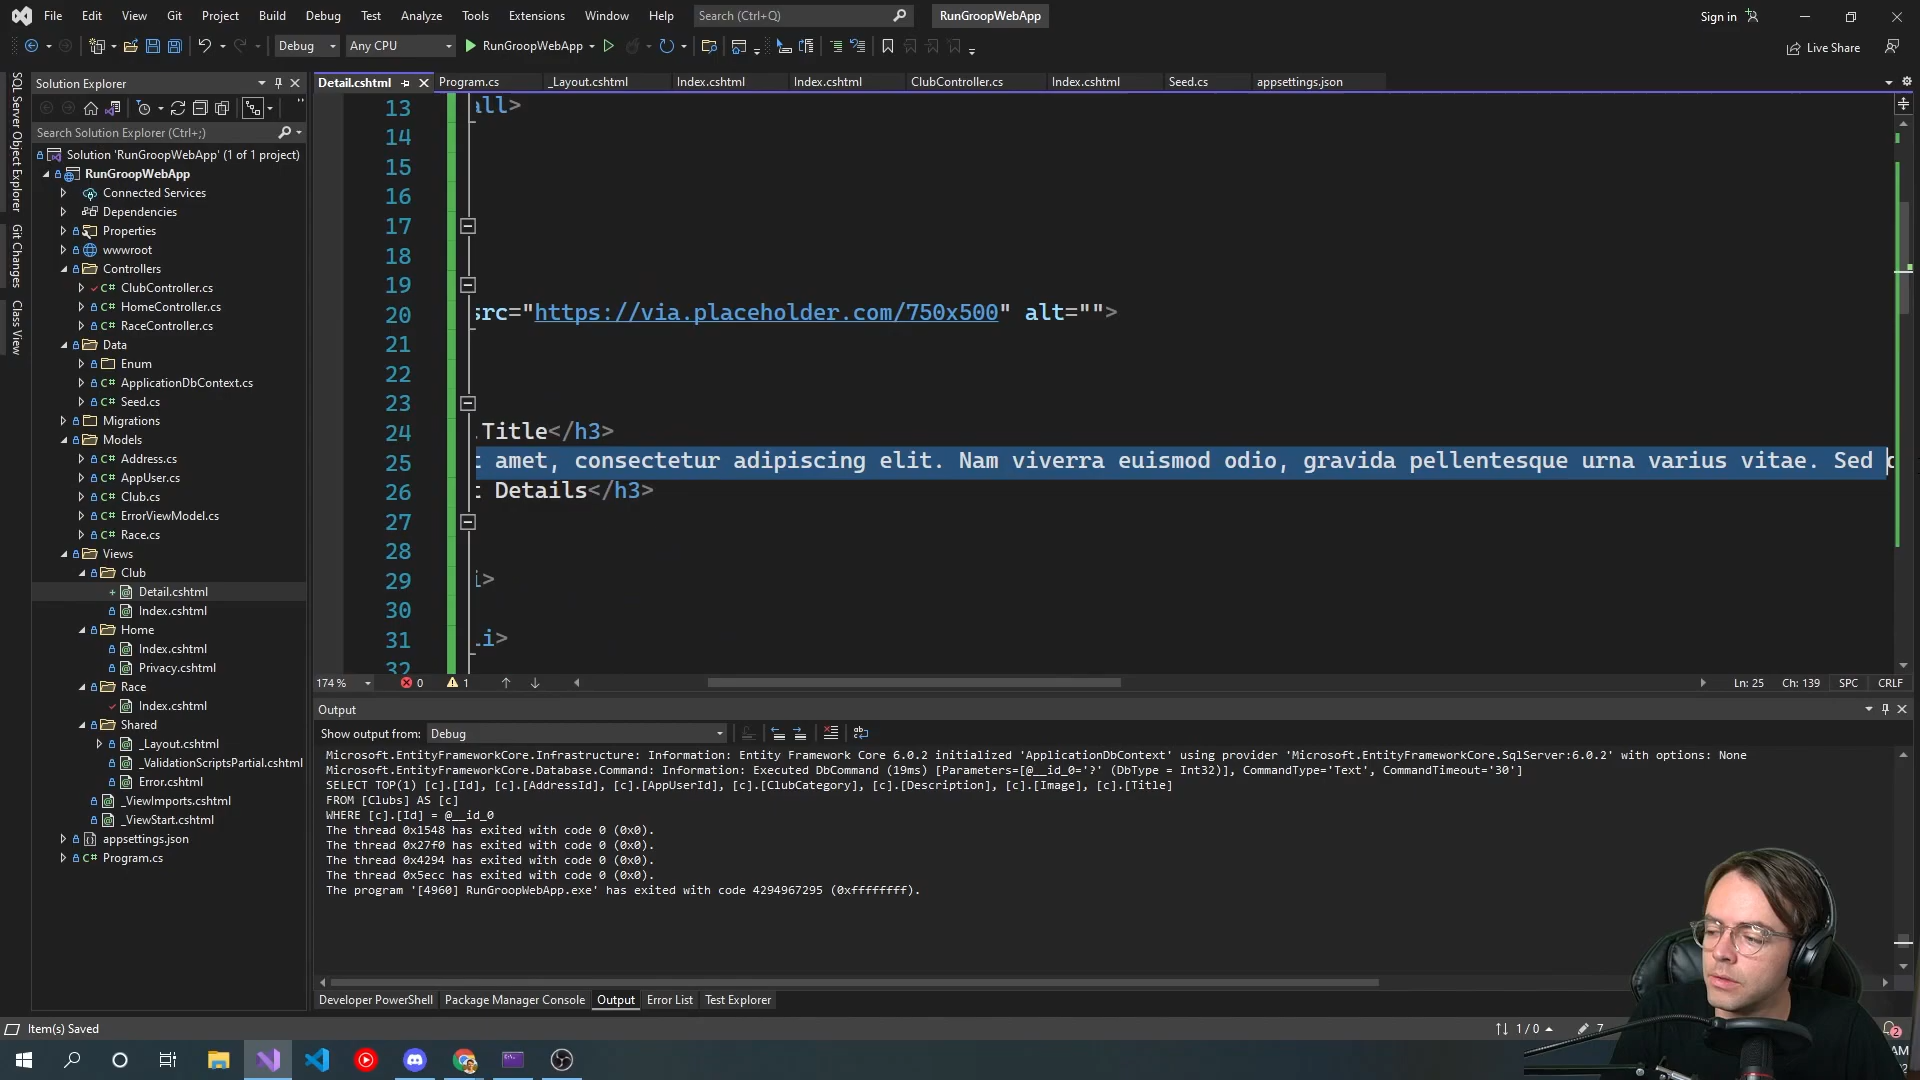 File Edit View Git Project Build Debug Test Analyze Tools Extensions Window Help Search (Ctrl+Q) RunGroopWebApp Sign in
Debug Any CPU RunGroopWebApp Live Share
SQL Server Object Explorer
Git Changes
Class View
Solution Explorer
Search Solution Explorer (Ctrl+;)
Solution 'RunGroopWebApp' (1 of 1 project)
RunGroopWebApp
Connected Services
Dependencies
Properties
wwwroot
Controllers
C# ClubController.cs
C# HomeController.cs
C# RaceController.cs
Data
Enum
C# ApplicationDbContext.cs
C# Seed.cs
Migrations
Models
C# Address.cs
C# AppUser.cs
C# Club.cs
C# ErrorViewModel.cs
C# Race.cs
Views
Club
Detail.cshtml
Index.cshtml
Home
Index.cshtml
Privacy.cshtml
Race
Index.cshtml
Shared
_Layout.cshtml
_ValidationScriptsPartial.cshtml
Error.cshtml
_ViewImports.cshtml
_ViewStart.cshtml
appsettings.json
C# Program.cs
Detail.cshtml Program.cs _Layout.cshtml Index.cshtml Index.cshtml ClubController.cs Index.cshtml Seed.cs appsettings.json
13 all>
14
15
16
17
18
19
20 src="https://via.placeholder.com/750x500" alt="">
21
22
23
24 .Title</h3>
25 t amet, consectetur adipiscing elit. Nam viverra euismod odio, gravida pellentesque urna varius vitae. Sed
26 t Details</h3>
27
28
29 i>
30
31 li>
32
174 % 0 1 Ln: 25 Ch: 139 SPC CRLF
Output
Show output from: Debug
Microsoft.EntityFrameworkCore.Infrastructure: Information: Entity Framework Core 6.0.2 initialized 'ApplicationDbContext' using provider 'Microsoft.EntityFrameworkCore.SqlServer:6.0.2' with options: None
Microsoft.EntityFrameworkCore.Database.Command: Information: Executed DbCommand (19ms) [Parameters=[@__id_0='?' (DbType = Int32)], CommandType='Text', CommandTimeout='30']
SELECT TOP(1) [c].[Id], [c].[AddressId], [c].[AppUserId], [c].[ClubCategory], [c].[Description], [c].[Image], [c].[Title]
FROM [Clubs] AS [c]
WHERE [c].[Id] = @__id_0
The thread 0x1548 has exited with code 0 (0x0).
The thread 0x27f0 has exited with code 0 (0x0).
The thread 0x4294 has exited with code 0 (0x0).
The thread 0x5ecc has exited with code 0 (0x0).
The program '[4960] RunGroopWebApp.exe' has exited with code 4294967295 (0xffffffff).
Developer PowerShell Package Manager Console Output Error List Test Explorer
Item(s) Saved 1 / 0 7 2
AM